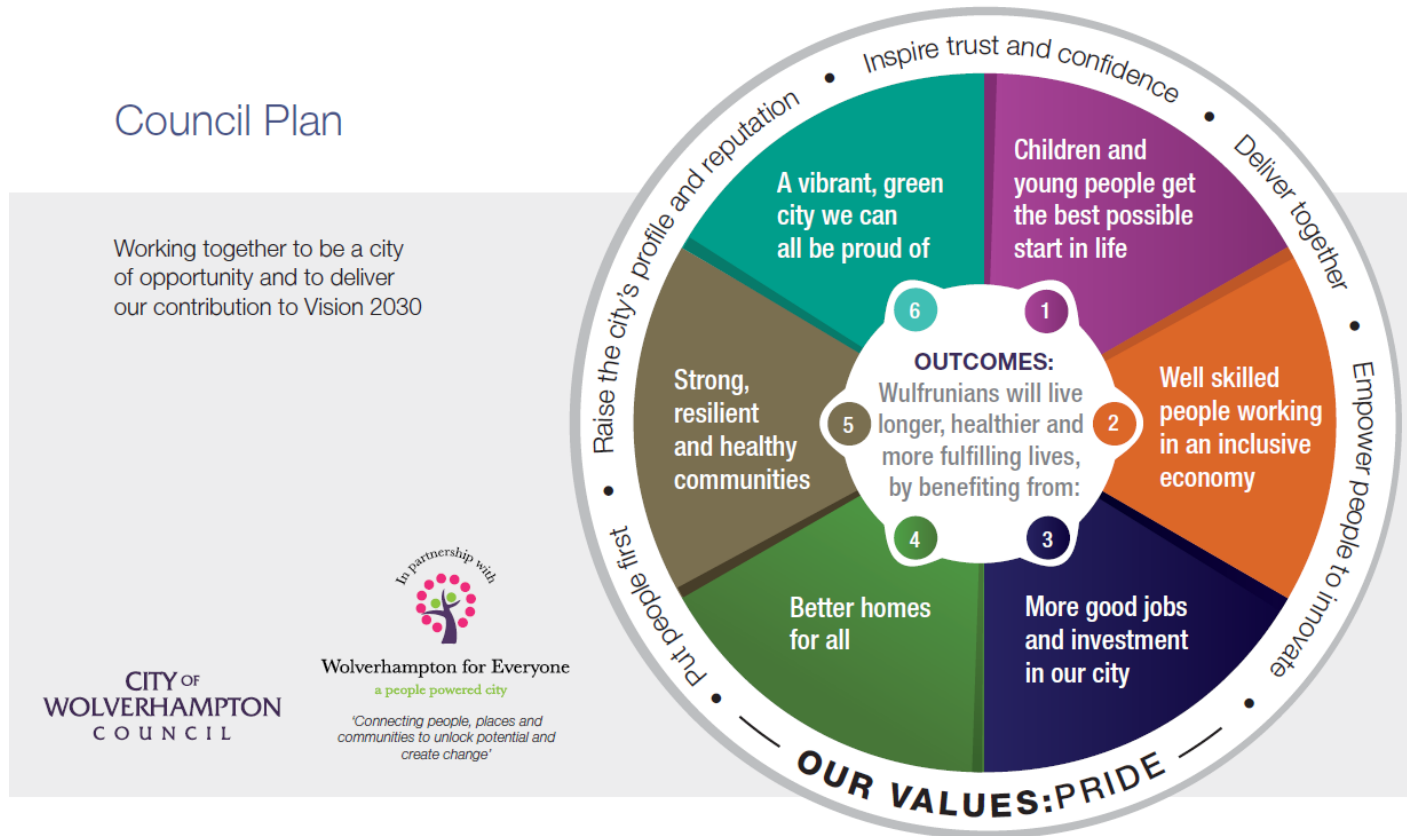 Council Plan
Working together to be a city
of opportunity and to deliver
our contribution to Vision 2030
In partnership with
Wolverhampton for Everyone
a people powered city
‘Connecting people, places and
communities to unlock potential and
create change’
CITY OF
WOLVERHAMPTON
COUNCIL
• Put people first • Raise the city’s profile and reputation • Inspire trust and confidence • Deliver together • Empower people to innovate •
OUR VALUES:PRIDE
OUTCOMES:
Wulfrunians will live
longer, healthier and
more fulfilling lives,
by benefiting from:
1
Children and
young people get
the best possible
start in life
2
Well skilled
people working
in an inclusive
economy
3
More good jobs
and investment
in our city
4
Better homes
for all
5
Strong,
resilient
and healthy
communities
6
A vibrant, green
city we can
all be proud of